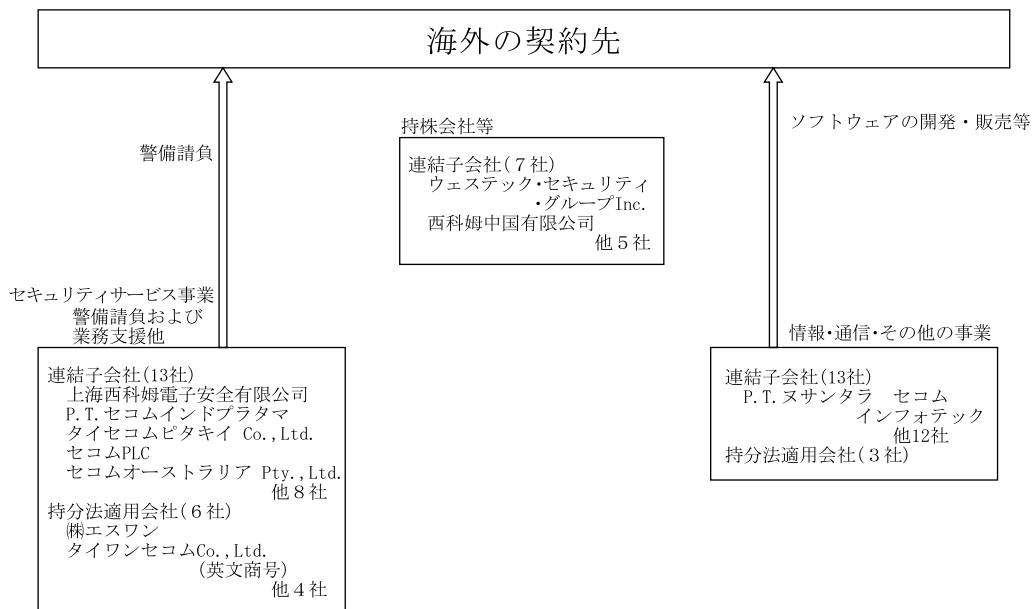 海外の契約先
警備請負
ソフトウェアの開発・販売等
持株会社等
連結子会社(７社)
ウェステック・セキュリティ
・グループInc.
西科姆中国有限公司
他５社
セキュリティサービス事業
警備請負および
業務支援他
連結子会社(13社)
上海西科姆電子安全有限公司
P.T.セコムインドプラタマ
タイセコムピタキイ Co.,Ltd.
セコムPLC
セコムオーストラリア Pty.,Ltd.
他８社
持分法適用会社(６社)
㈱エスワン
タイワンセコムCo.,Ltd.
(英文商号)
他４社
情報・通信・その他の事業
連結子会社(13社)
P.T.ヌサンタラ　セコム
インフォテック
他12社
持分法適用会社(３社)